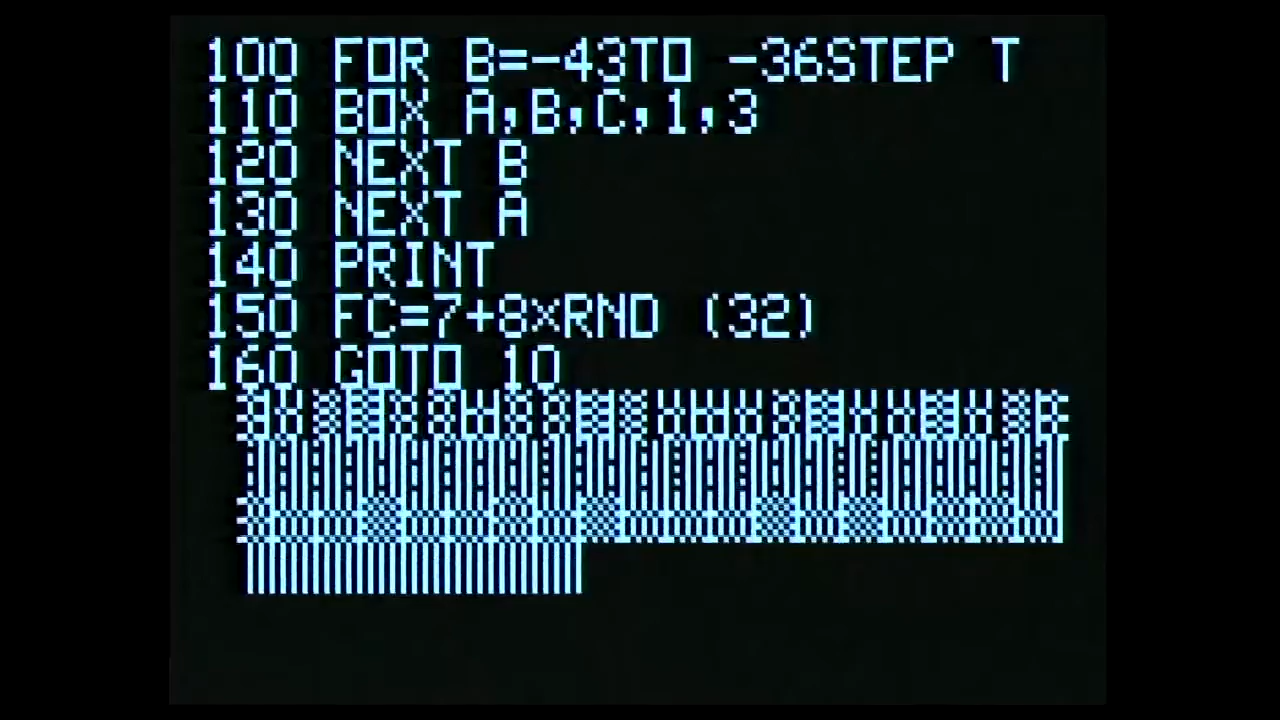 100 FOR B=-43TO -36STEP T
110 BOX A,B,C,1,3
120 NEXT B
130 NEXT A
140 PRINT
150 FC=7+8×RND (32)
160 GOTO 10